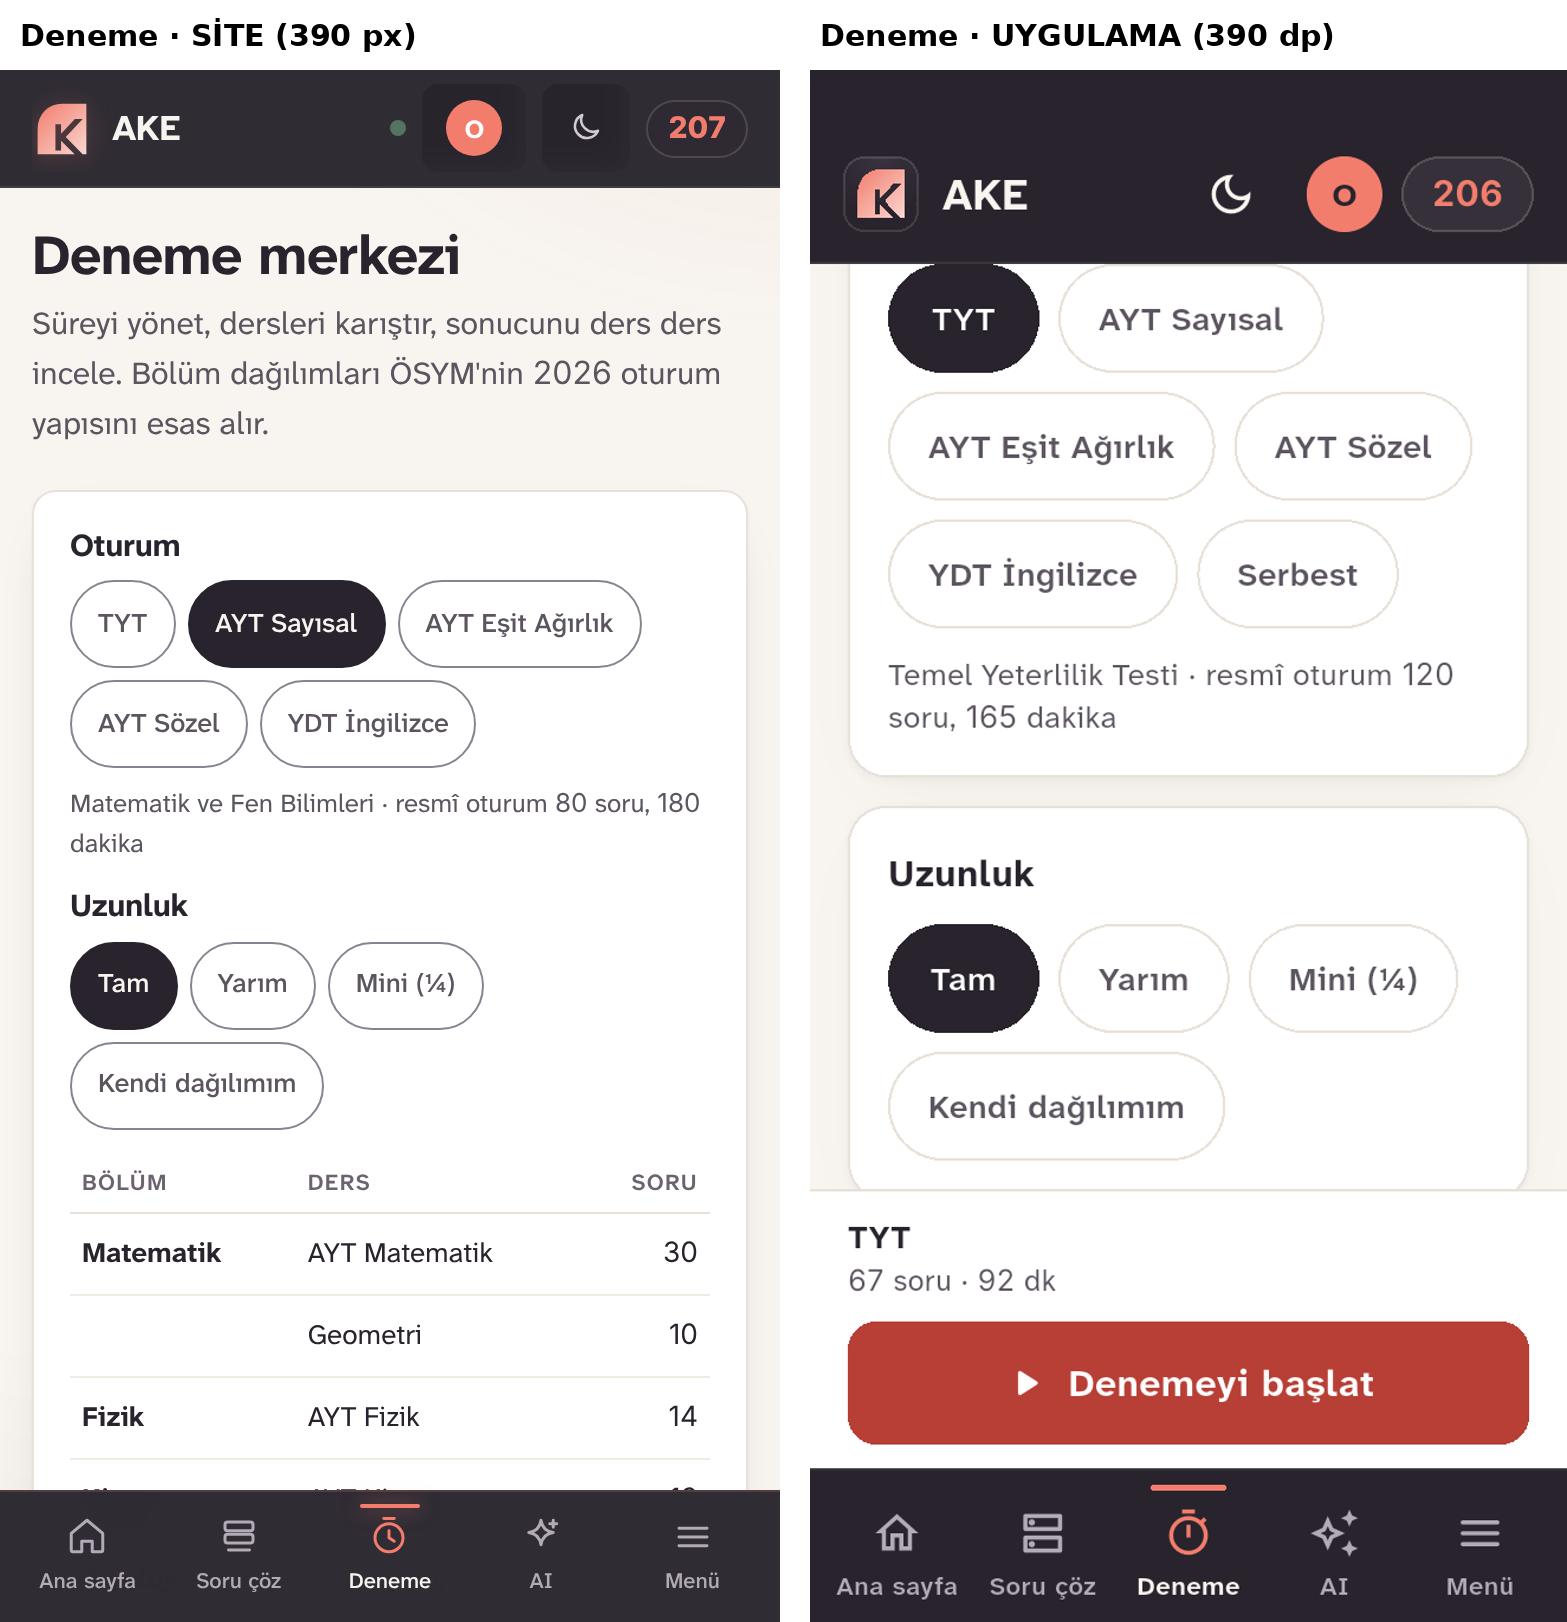 Deneme · SİTE (390 px)
AKE
O
207
Deneme merkezi
Süreyi yönet, dersleri karıştır, sonucunu ders ders
incele. Bölüm dağılımları ÖSYM'nin 2026 oturum
yapısını esas alır.
Oturum
TYT
AYT Sayısal
AYT Eşit Ağırlık
AYT Sözel
YDT İngilizce
Matematik ve Fen Bilimleri · resmî oturum 80 soru, 180
dakika
Uzunluk
Tam
Yarım
Mini (¼)
Kendi dağılımım
BÖLÜM DERS SORU
Matematik AYT Matematik 30
Geometri 10
Fizik AYT Fizik 14
Ana sayfa
Soru çöz
Deneme
AI
Menü
Deneme · UYGULAMA (390 dp)
AKE
O
206
TYT
AYT Sayısal
AYT Eşit Ağırlık
AYT Sözel
YDT İngilizce
Serbest
Temel Yeterlilik Testi · resmî oturum 120
soru, 165 dakika
Uzunluk
Tam
Yarım
Mini (¼)
Kendi dağılımım
TYT
67 soru · 92 dk
Denemeyi başlat
Ana sayfa
Soru çöz
Deneme
AI
Menü